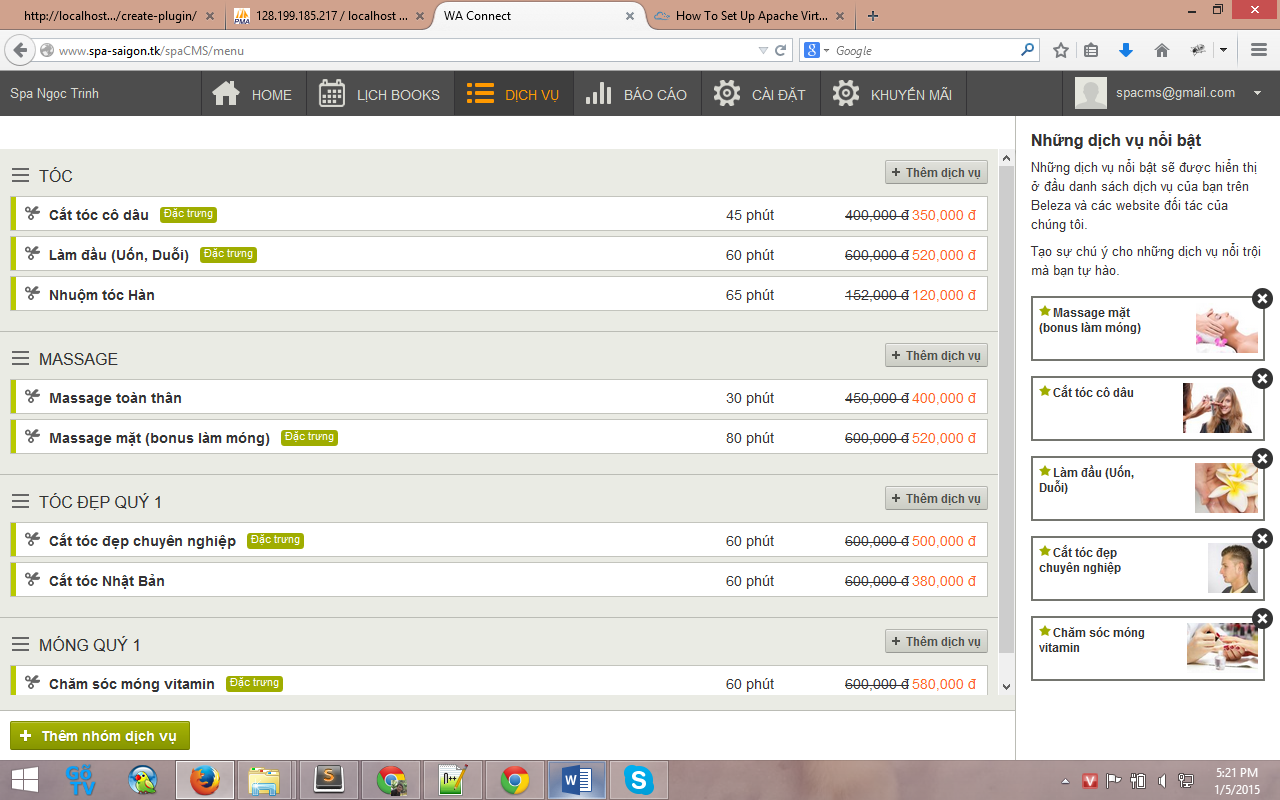 http://localhost.../create-plugin/
128.199.185.217 / localhost ...
WA Connect
How To Set Up Apache Virt...
www.spa-saigon.tk/spaCMS/menu
Google
Spa Ngọc Trinh
HOME
LỊCH BOOKS
DỊCH VỤ
BÁO CÁO
CÀI ĐẶT
KHUYẾN MÃI
spacms@gmail.com
TÓC
+ Thêm dịch vụ
Cắt tóc cô dâu Đặc trưng 45 phút 400,000 đ 350,000 đ
Làm đầu (Uốn, Duỗi) Đặc trưng 60 phút 600,000 đ 520,000 đ
Nhuộm tóc Hàn 65 phút 152,000 đ 120,000 đ
MASSAGE
+ Thêm dịch vụ
Massage toàn thân 30 phút 450,000 đ 400,000 đ
Massage mặt (bonus làm móng) Đặc trưng 80 phút 600,000 đ 520,000 đ
TÓC ĐẸP QUÝ 1
+ Thêm dịch vụ
Cắt tóc đẹp chuyên nghiệp Đặc trưng 60 phút 600,000 đ 500,000 đ
Cắt tóc Nhật Bản 60 phút 600,000 đ 380,000 đ
MÓNG QUÝ 1
+ Thêm dịch vụ
Chăm sóc móng vitamin Đặc trưng 60 phút 600,000 đ 580,000 đ
+ Thêm nhóm dịch vụ
Những dịch vụ nổi bật
Những dịch vụ nổi bật sẽ được hiển thị
ở đầu danh sách dịch vụ của bạn trên
Beleza và các website đối tác của
chúng tôi.
Tạo sự chú ý cho những dịch vụ nổi trội
mà bạn tự hào.
Massage mặt
(bonus làm móng)
Cắt tóc cô dâu
Làm đầu (Uốn,
Duỗi)
Cắt tóc đẹp
chuyên nghiệp
Chăm sóc móng
vitamin
GõTV
5:21 PM
1/5/2015